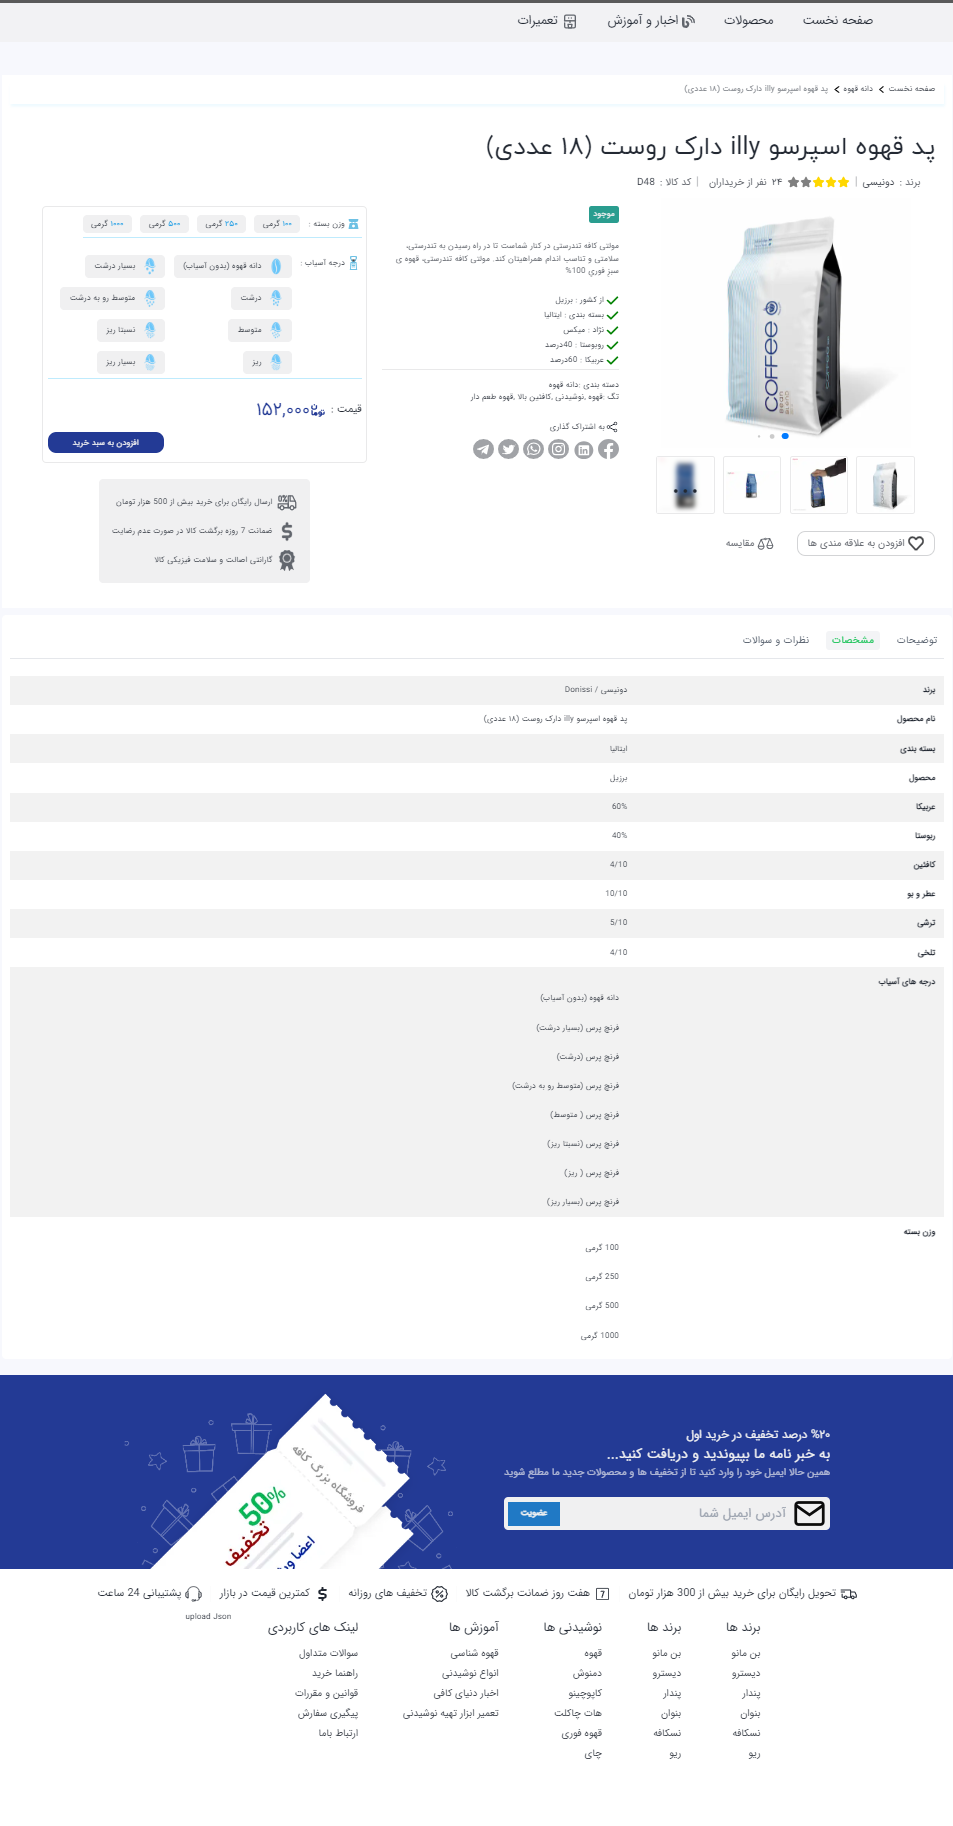 صفحه نخست
محصولات
اخبار و آموزش
تعمیرات
صفحه نخست
دانه قهوه
پد قهوه اسپرسو illy دارک روست (۱۸ عددی)
پد قهوه اسپرسو illy دارک روست (۱۸ عددی)
برند : دونیسی | ۲۴ نفر از خریداران | کد کالا : D48
COFFEE
افزودن به علاقه مندی ها
مقایسه
موجود
مولتی کافه تندرستی در کنار شماست تا در راه رسیدن به تندرستی،
سلامتی و تناسب اندام همراهیتان کند. مولتی کافه تندرستی، قهوه ی
سبز فوري 100%
از کشور : برزیل
بسته بندی : ایتالیا
نژاد : میکس
روبوستا : 40درصد
عربیکا : 60درصد
دسته بندی :دانه قهوه
تگ :قهوه ,نوشیدنی ,کافئین بالا ,قهوه طعم دار
به اشتراک گذاری
وزن بسته :
۱۰۰ گرمی
۲۵۰ گرمی
۵۰۰ گرمی
۱۰۰۰ گرمی
درجه آسیاب :
دانه قهوه (بدون آسیاب)
بسیار درشت
درشت
متوسط رو به درشت
متوسط
نسبتا ریز
ریز
بسیار ریز
قیمت : ۱۵۲,۰۰۰ تومان
افزودن به سبد خرید
ارسال رایگان برای خرید بیش از 500 هزار تومان
ضمانت 7 روزه برگشت کالا در صورت عدم رضایت
گارانتی اصالت و سلامت فیزیکی کالا
توضیحات
مشخصات
نظرات و سوالات
برند
دونیسی / Donissi
نام محصول
پد قهوه اسپرسو illy دارک روست (۱۸ عددی)
بسته بندی
ایتالیا
محصول
برزیل
عربیکا
60%
ربوستا
40%
کافئین
4/10
عطر و بو
10/10
ترشی
5/10
تلخی
4/10
درجه های آسیاب
دانه قهوه (بدون آسیاب)
فرنچ پرس (بسیار درشت)
فرنچ پرس (درشت)
فرنچ پرس (متوسط رو به درشت)
فرنچ پرس ( متوسط)
فرنچ پرس (نسبتا ریز)
فرنچ پرس ( ریز)
فرنچ پرس (بسیار ریز)
وزن بسته
100 گرمی
250 گرمی
500 گرمی
1000 گرمی
۲۰% درصد تخفیف در خرید اول
به خبر نامه ما بپیوندید و دریافت کنید...
همین حالا ایمیل خود را وارد کنید تا از تخفیف ها و محصولات جدید ما مطلع شوید
آدرس ایمیل شما
عضویت
فروشگاه بزرگ کافه
50%
تخفیف
تحویل رایگان برای خرید بیش از 300 هزار تومان
هفت روز ضمانت برگشت کالا
تخفیف های روزانه
کمترین قیمت در بازار
پشتیبانی 24 ساعت
upload Json
برند ها
بن مانو
دیسترو
پندار
بنوان
نسکافه
ریو
برند ها
بن مانو
دیسترو
پندار
بنوان
نسکافه
ریو
نوشیدنی ها
قهوه
دمنوش
کاپوچینو
هات چاکلت
قهوه فوری
چای
آموزش ها
قهوه شناسی
انواع نوشیدنی
اخبار دنیای کافی
تعمیر ابزار تهیه نوشیدنی
لینک های کاربردی
سوالات متداول
راهنما خرید
قوانین و مقررات
پیگیری سفارش
ارتباط باما